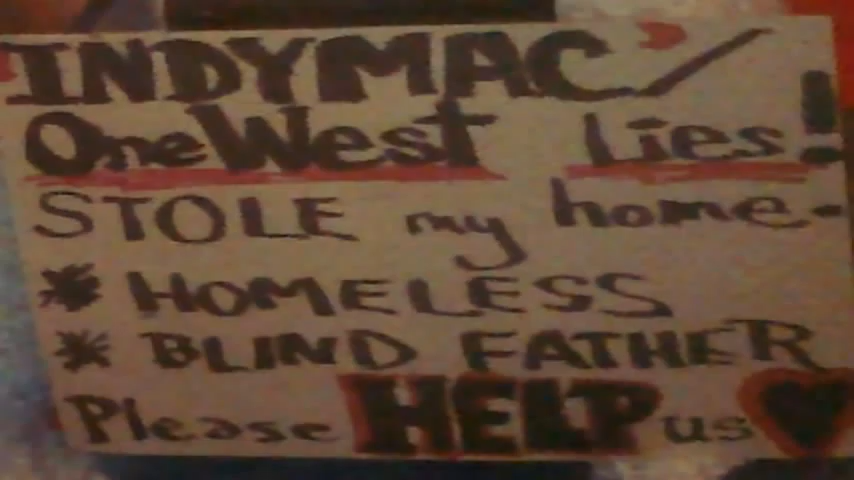 INDYMAC/
OneWest Lies!
STOLE my home.
* HOMELESS
* BLIND FATHER
Please HELP us ♥